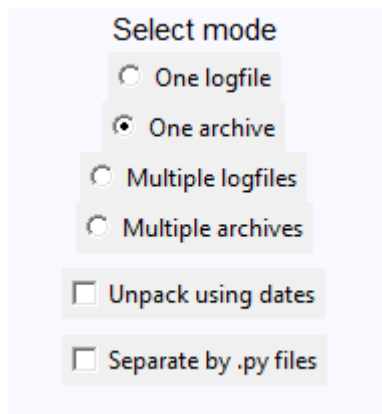 Select mode
One logfile
One archive
Multiple logfiles
Multiple archives
Unpack using dates
Separate by .py files